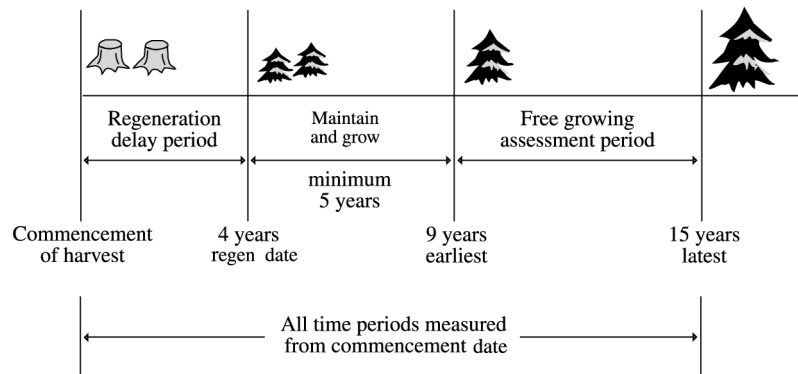 Regeneration
delay period
Maintain
and grow
Free growing
assessment period
minimum
5 years
Commencement
of harvest
4 years
regen date
9 years
earliest
15 years
latest
All time periods measured
from commencement date